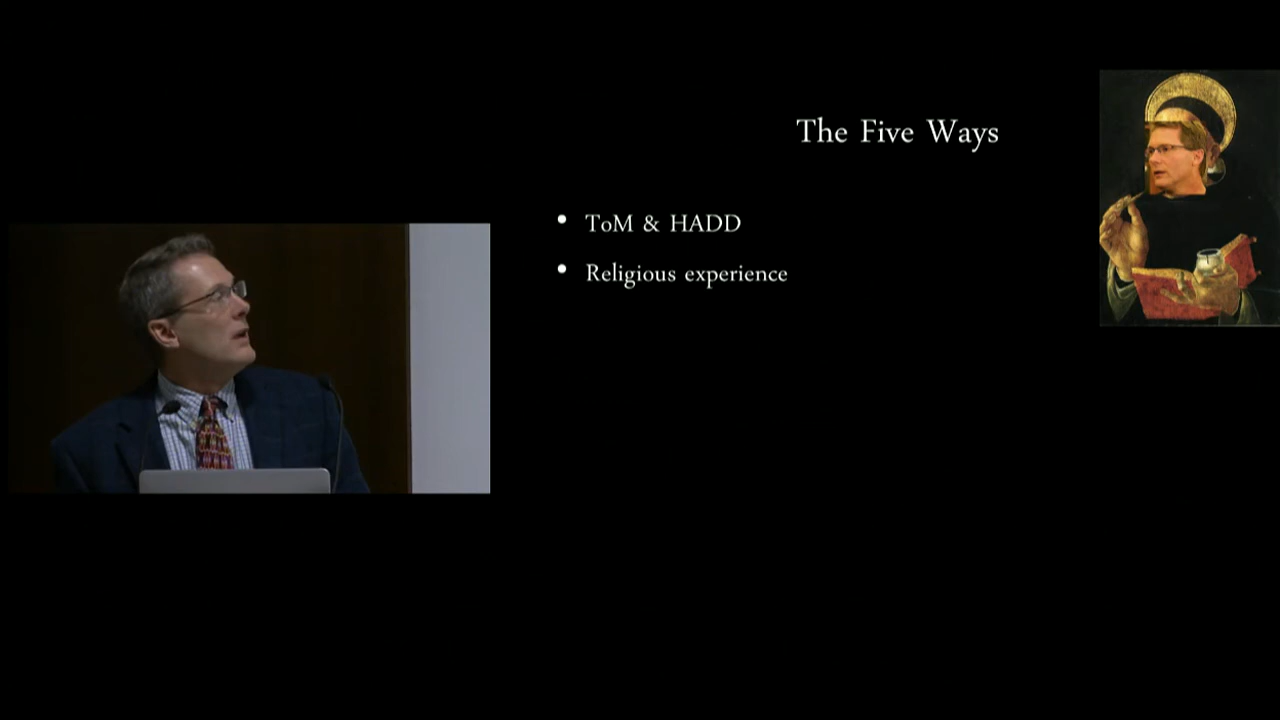 The Five Ways
• ToM & HADD
• Religious experience